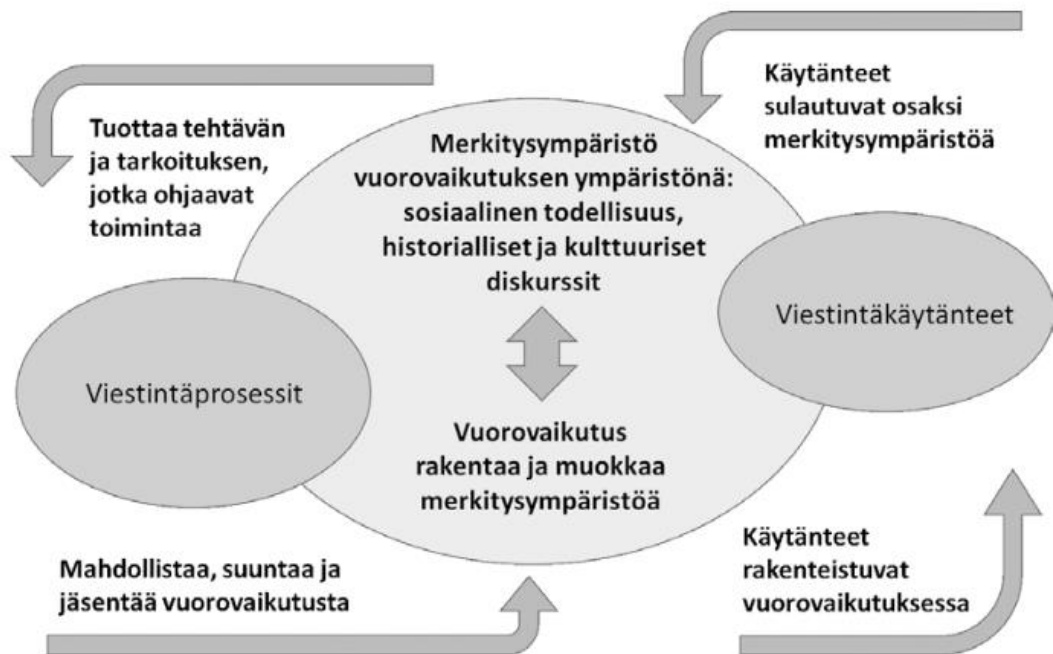 Tuottaa tehtävän
ja tarkoituksen,
jotka ohjaavat
toimintaa
Käytänteet
sulautuvat osaksi
merkitysympäristöä
Merkitysympäristö
vuorovaikutuksen ympäristönä:
sosiaalinen todellisuus,
historialliset ja kulttuuriset
diskurssit
Viestintäprosessit
Viestintäkäytänteet
Vuorovaikutus
rakentaa ja muokkaa
merkitysympäristöä
Mahdollistaa, suuntaa ja
jäsentää vuorovaikutusta
Käytänteet
rakenteistuvat
vuorovaikutuksessa